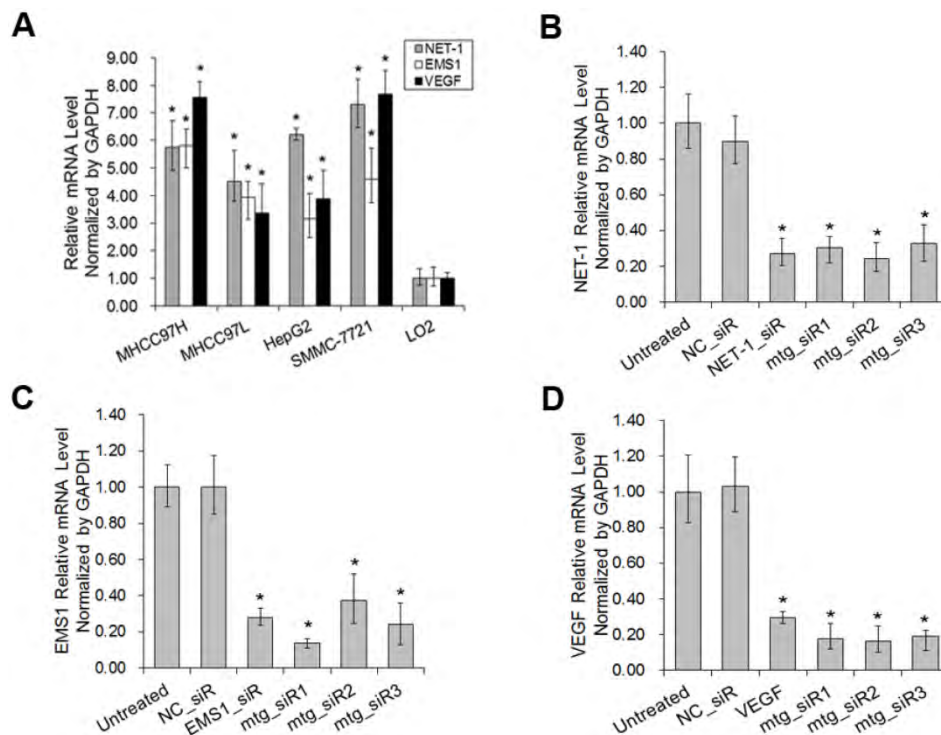 A
Relative mRNA Level
Normalized by GAPDH
9.00
8.00
7.00
6.00
5.00
4.00
3.00
2.00
1.00
0.00
NET-1
EMS1
VEGF
* * *
* * *
* * *
* * *
MHCC97H
MHCC97L
HepG2
SMMC-7721
LO2
B
NET-1 Relative mRNA Level
Normalized by GAPDH
1.40
1.20
1.00
0.80
0.60
0.40
0.20
0.00
* * * *
Untreated
NC_siR
NET-1_siR
mtg_siR1
mtg_siR2
mtg_siR3
C
EMS1 Relative mRNA Level
Normalized by GAPDH
1.40
1.20
1.00
0.80
0.60
0.40
0.20
0.00
* * * *
Untreated
NC_siR
EMS1_siR
mtg_siR1
mtg_siR2
mtg_siR3
D
VEGF Relative mRNA Level
Normalized by GAPDH
1.40
1.20
1.00
0.80
0.60
0.40
0.20
0.00
* * * *
Untreated
NC_siR
VEGF
mtg_siR1
mtg_siR2
mtg_siR3